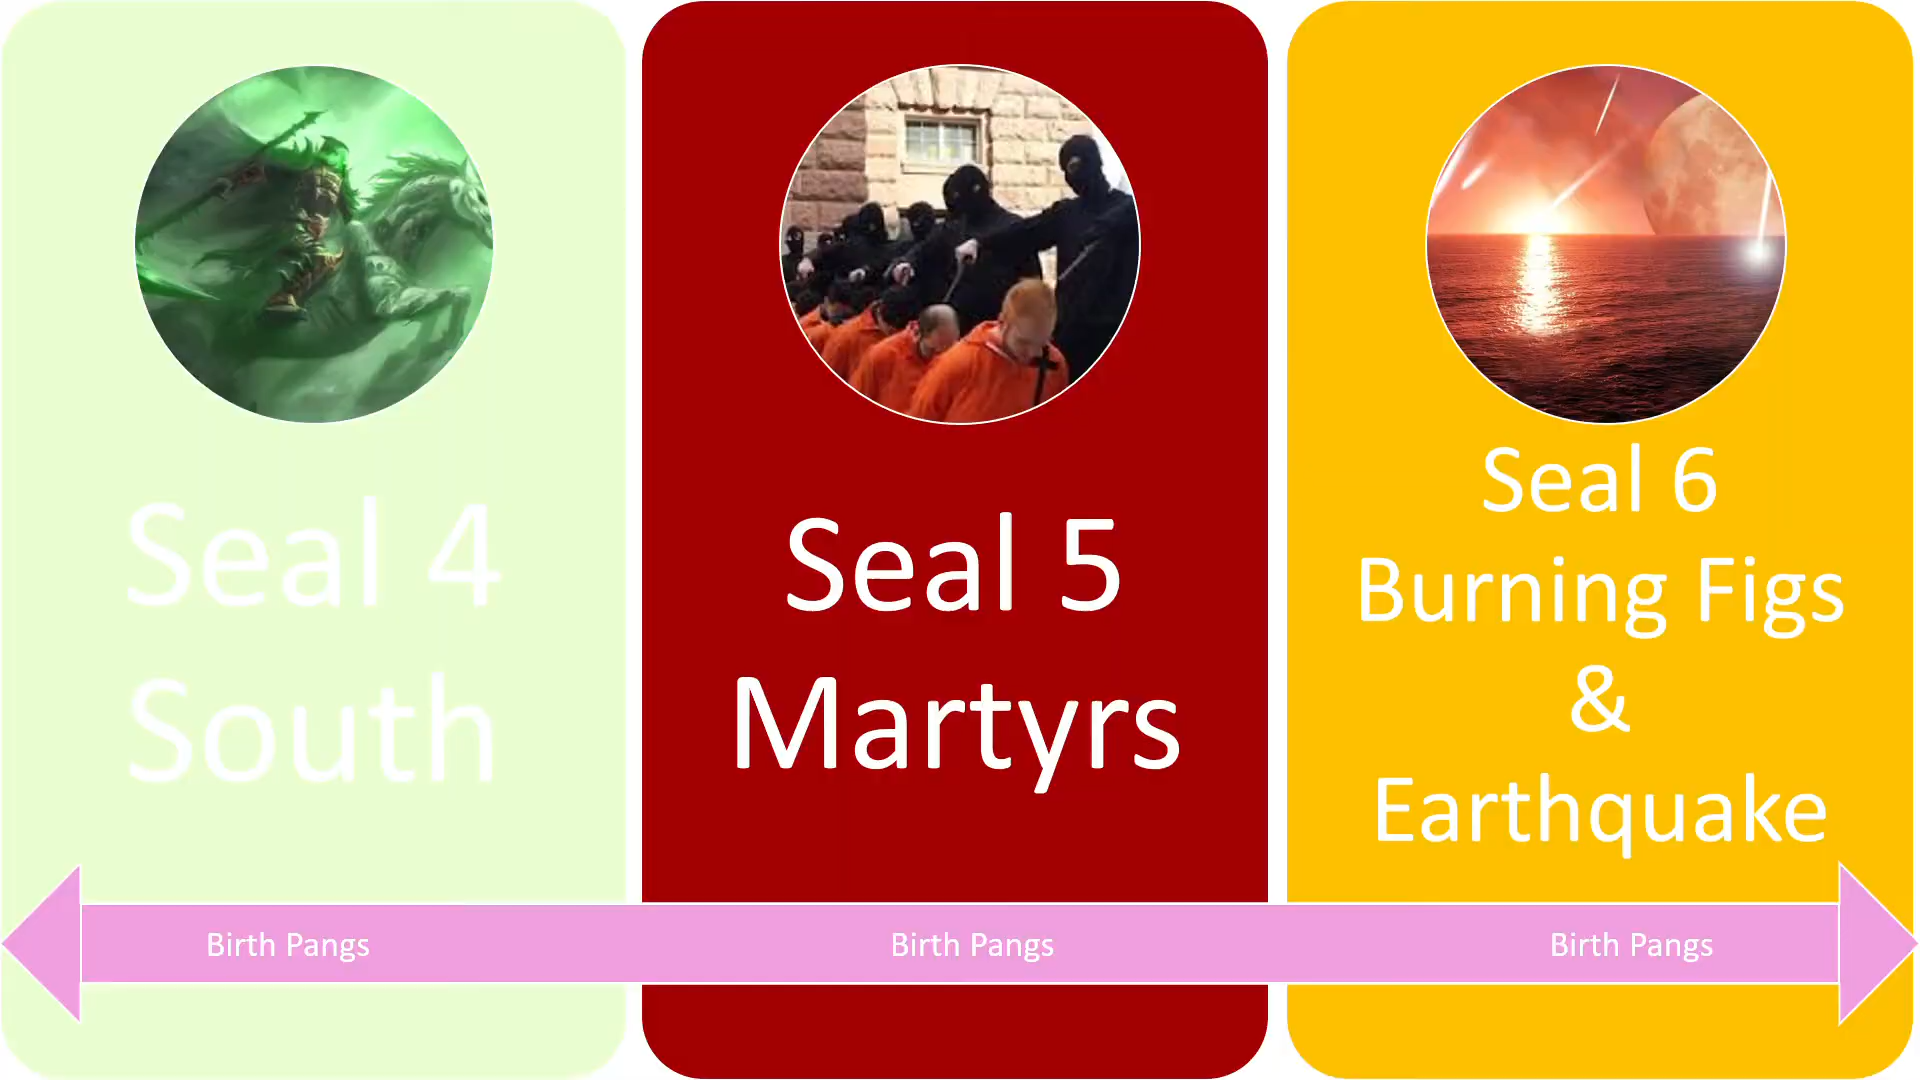 Seal 4
South
Seal 5
Martyrs
Seal 6
Burning Figs
&
Earthquake
Birth Pangs
Birth Pangs
Birth Pangs